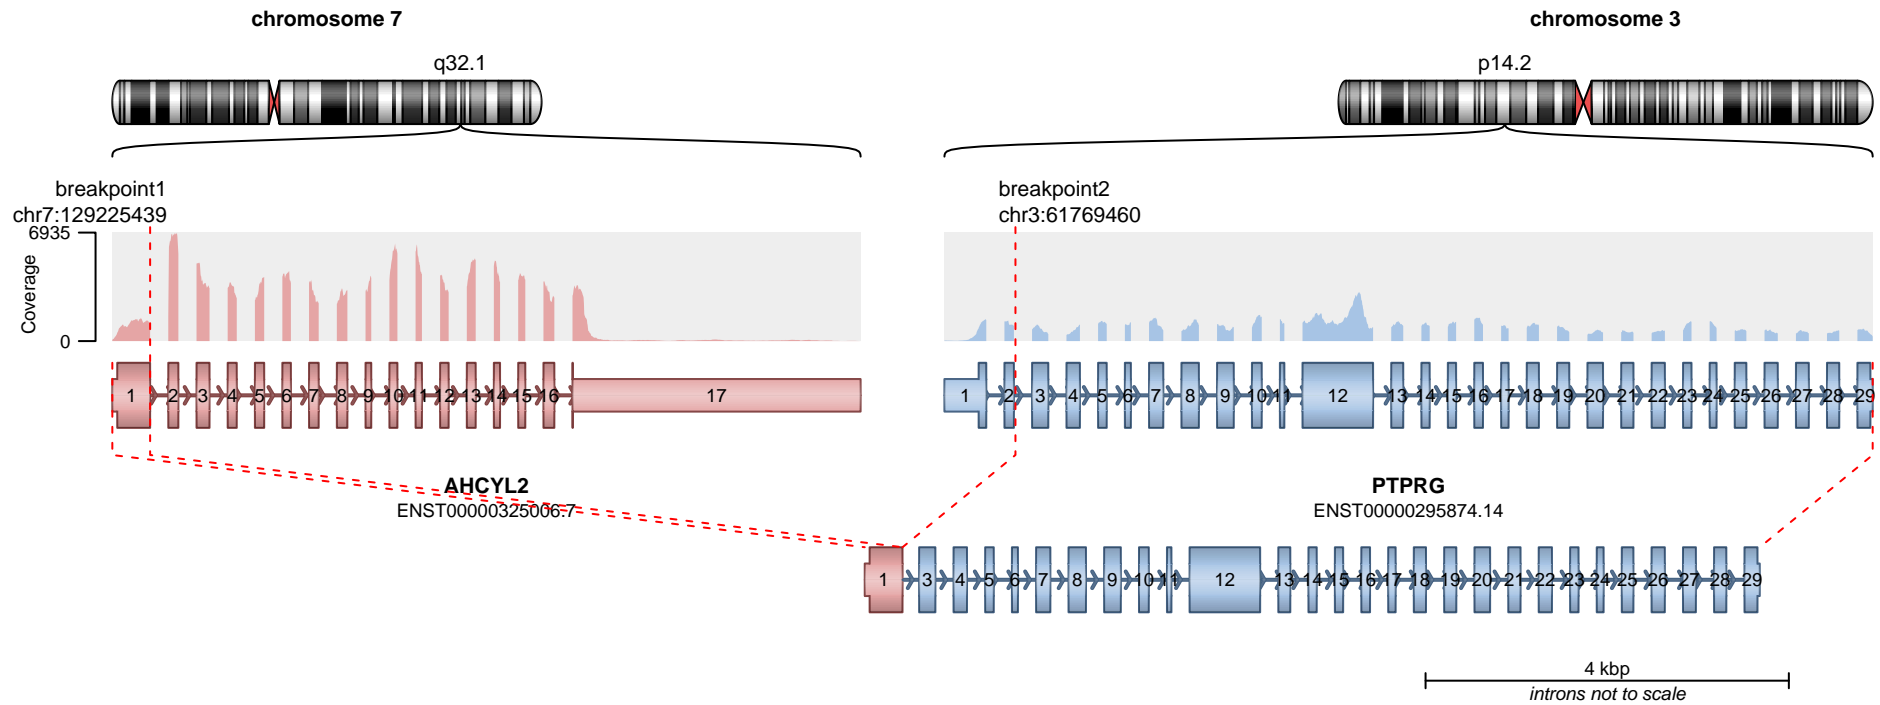 chromosome 7
chromosome 3
q32.1
p14.2
breakpoint1
chr7:129225439
breakpoint2
chr3:61769460
6935
Coverage
0
1 2 3 4 5 6 7 8 9 10 11 12 13 14 15 16 17
1 2 3 4 5 6 7 8 9 10 11 12 13 14 15 16 17 18 19 20 21 22 23 24 25 26 27 28 29
AHCYL2
ENST00000325006.7
PTPRG
ENST00000295874.14
1 3 4 5 6 7 8 9 10 11 12 13 14 15 16 17 18 19 20 21 22 23 24 25 26 27 28 29
4 kbp
introns not to scale